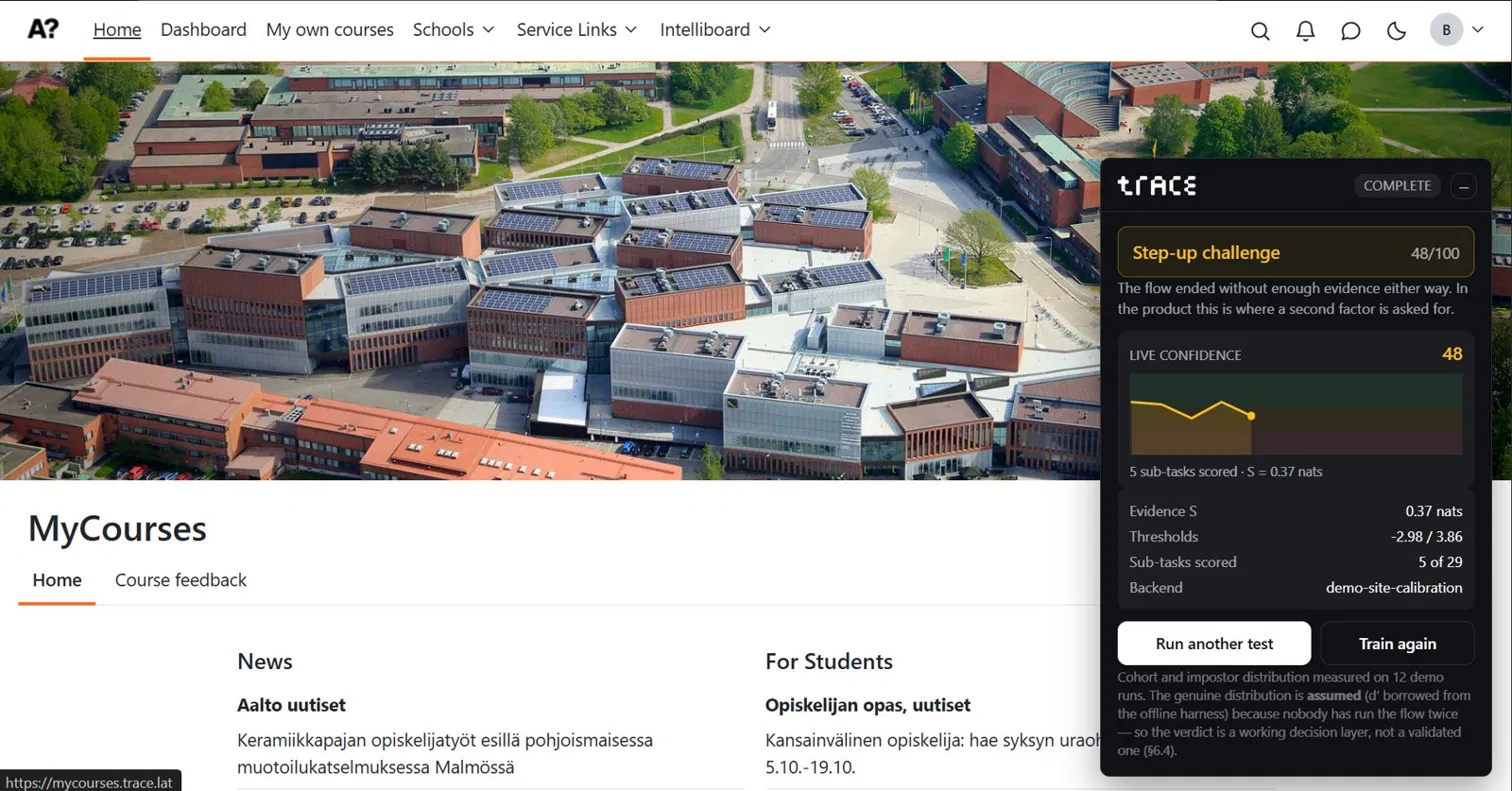 A?
Home
Dashboard
My own courses
Schools
Service Links
Intelliboard
B
trACE
COMPLETE
Step-up challenge
48/100
The flow ended without enough evidence either way. In
the product this is where a second factor is asked for.
LIVE CONFIDENCE
48
5 sub-tasks scored · S = 0.37 nats
Evidence S
0.37 nats
Thresholds
-2.98 / 3.86
Sub-tasks scored
5 of 29
Backend
demo-site-calibration
Run another test
Train again
Cohort and impostor distribution measured on 12 demo
runs. The genuine distribution is assumed (d′ borrowed from
the offline harness) because nobody has run the flow twice
— so the verdict is a working decision layer, not a validated
one (§6.4).
MyCourses
Home
Course feedback
News
Aalto uutiset
Keramiikkapajan opiskelijatyöt esillä pohjoismaisessa
muotoilukatselmuksessa Malmössä
For Students
Opiskelijan opas, uutiset
Kansainvälinen opiskelija: hae syksyn uraoh
5.10.-19.10.
https://mycourses.trace.lat